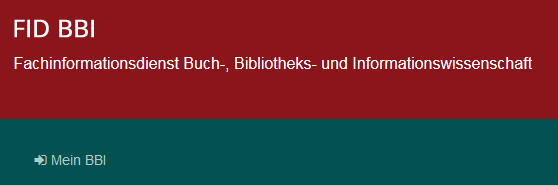 FID BBI
Fachinformationsdienst Buch-, Bibliotheks- und Informationswissenschaft
Mein BBI